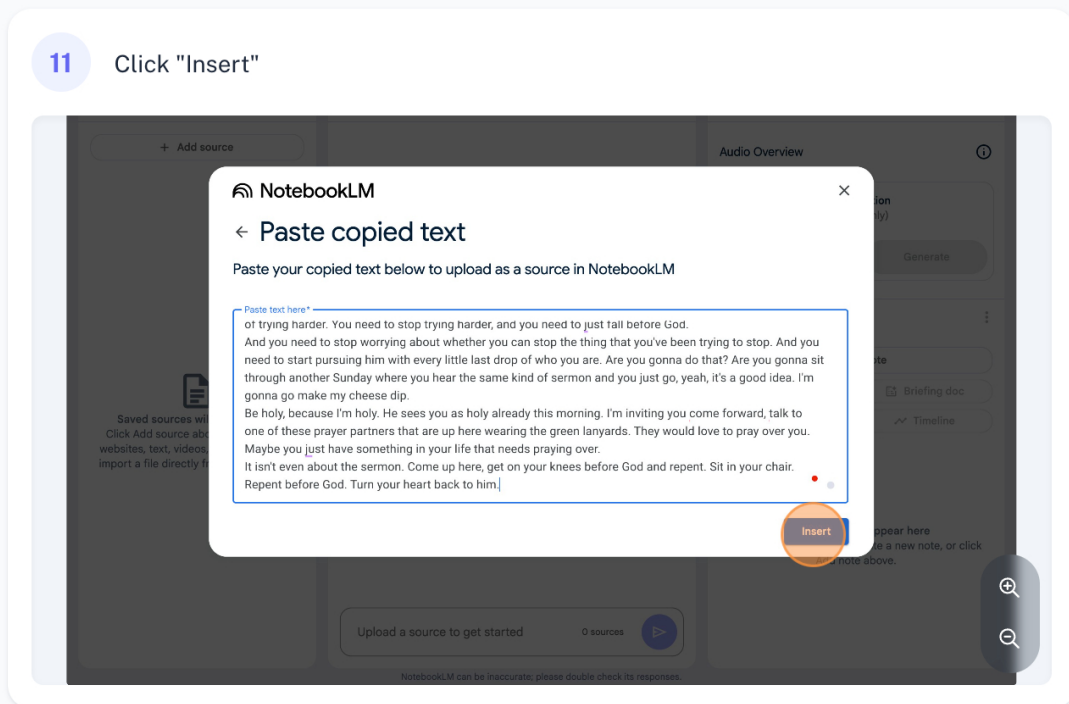 11
Click "Insert"
+ Add source
Audio Overview
NotebookLM
Paste copied text
Paste your copied text below to upload as a source in NotebookLM
Generate
Paste text here*
of trying harder. You need to stop trying harder, and you need to just fall before God.
And you need to stop worrying about whether you can stop the thing that you've been trying to stop. And you
need to start pursuing him with every little last drop of who you are. Are you gonna do that? Are you gonna sit
through another Sunday where you hear the same kind of sermon and you just go, yeah, it's a good idea. I'm
gonna go make my cheese dip.
Be holy, because I'm holy. He sees you as holy already this morning. I'm inviting you come forward, talk to
one of these prayer partners that are up here wearing the green lanyards. They would love to pray over you.
Maybe you just have something in your life that needs praying over.
It isn't even about the sermon. Come up here, get on your knees before God and repent. Sit in your chair.
Repent before God. Turn your heart back to him.
Briefing doc
Timeline
Saved sources wil
Click Add source abo
websites, text, videos,
import a file directly fr
Insert
ppear here
te a new note, or click
Add note above.
Upload a source to get started
0 sources
NotebookLM can be inaccurate; please double check its responses.